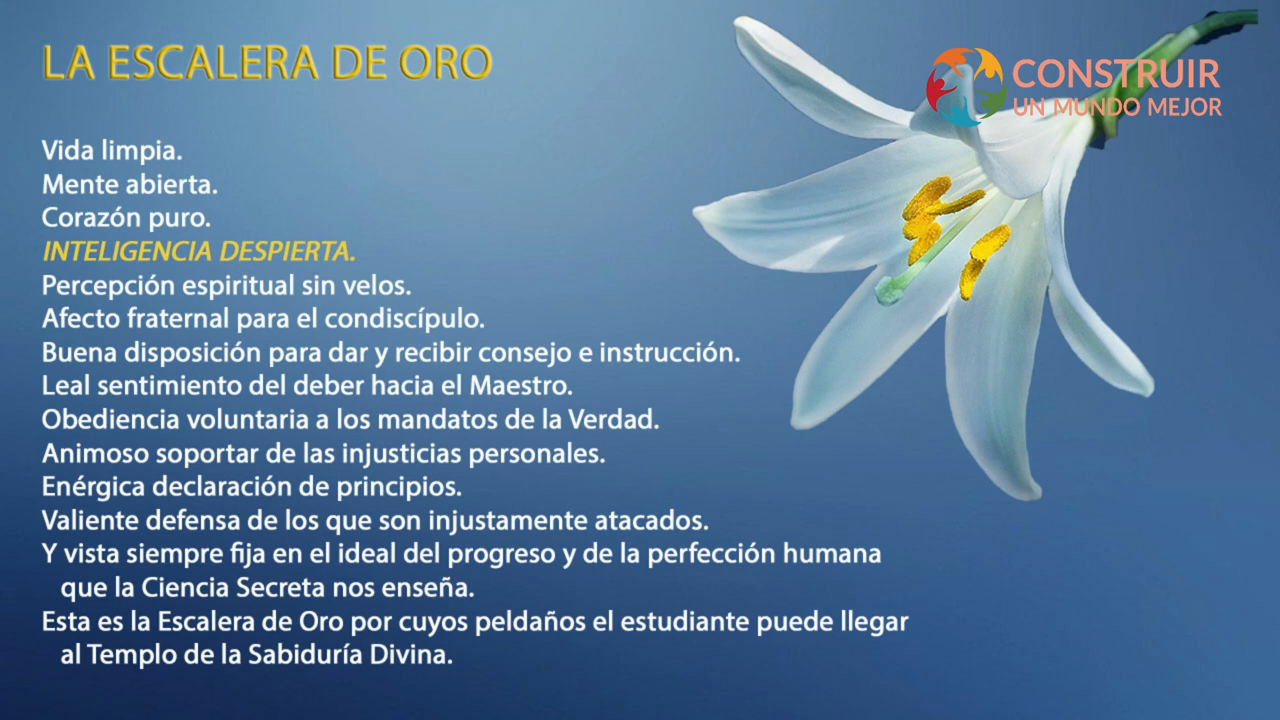 LA ESCALERA DE ORO
CONSTRUIR
UN MUNDO MEJOR
Vida limpia.
Mente abierta.
Corazón puro.
INTELIGENCIA DESPIERTA.
Percepción espiritual sin velos.
Afecto fraternal para el condiscípulo.
Buena disposición para dar y recibir consejo e instrucción.
Leal sentimiento del deber hacia el Maestro.
Obediencia voluntaria a los mandatos de la Verdad.
Animoso soportar de las injusticias personales.
Enérgica declaración de principios.
Valiente defensa de los que son injustamente atacados.
Y vista siempre fija en el ideal del progreso y de la perfección humana
que la Ciencia Secreta nos enseña.
Esta es la Escalera de Oro por cuyos peldaños el estudiante puede llegar
al Templo de la Sabiduría Divina.